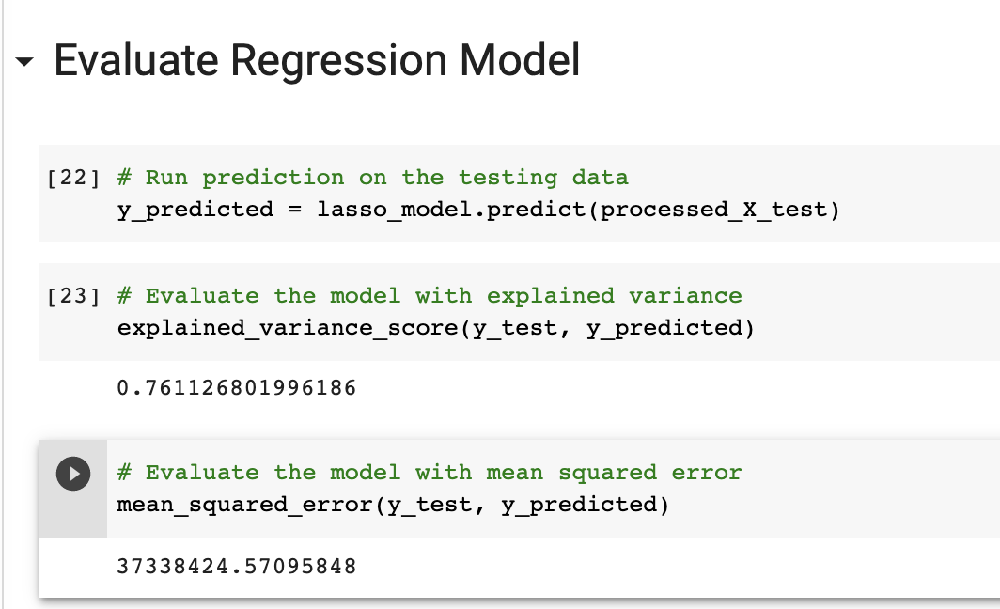 Evaluate Regression Model
[22] # Run prediction on the testing data
y_predicted = lasso_model.predict(processed_X_test)
[23] # Evaluate the model with explained variance
explained_variance_score(y_test, y_predicted)
0.761126801996186
# Evaluate the model with mean squared error
mean_squared_error(y_test, y_predicted)
37338424.57095848